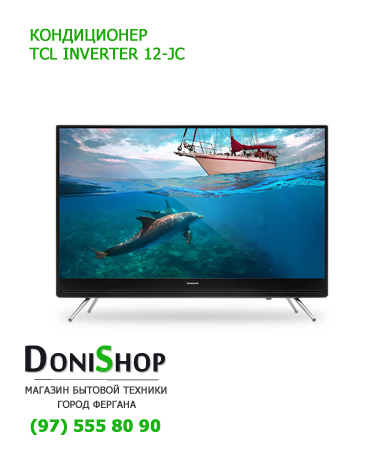 КОНДИЦИОНЕР
TCL INVERTER 12-JC
SAMSUNG
DONISHOP
МАГАЗИН БЫТОВОЙ ТЕХНИКИ
ГОРОД ФЕРГАНА
(97) 555 80 90